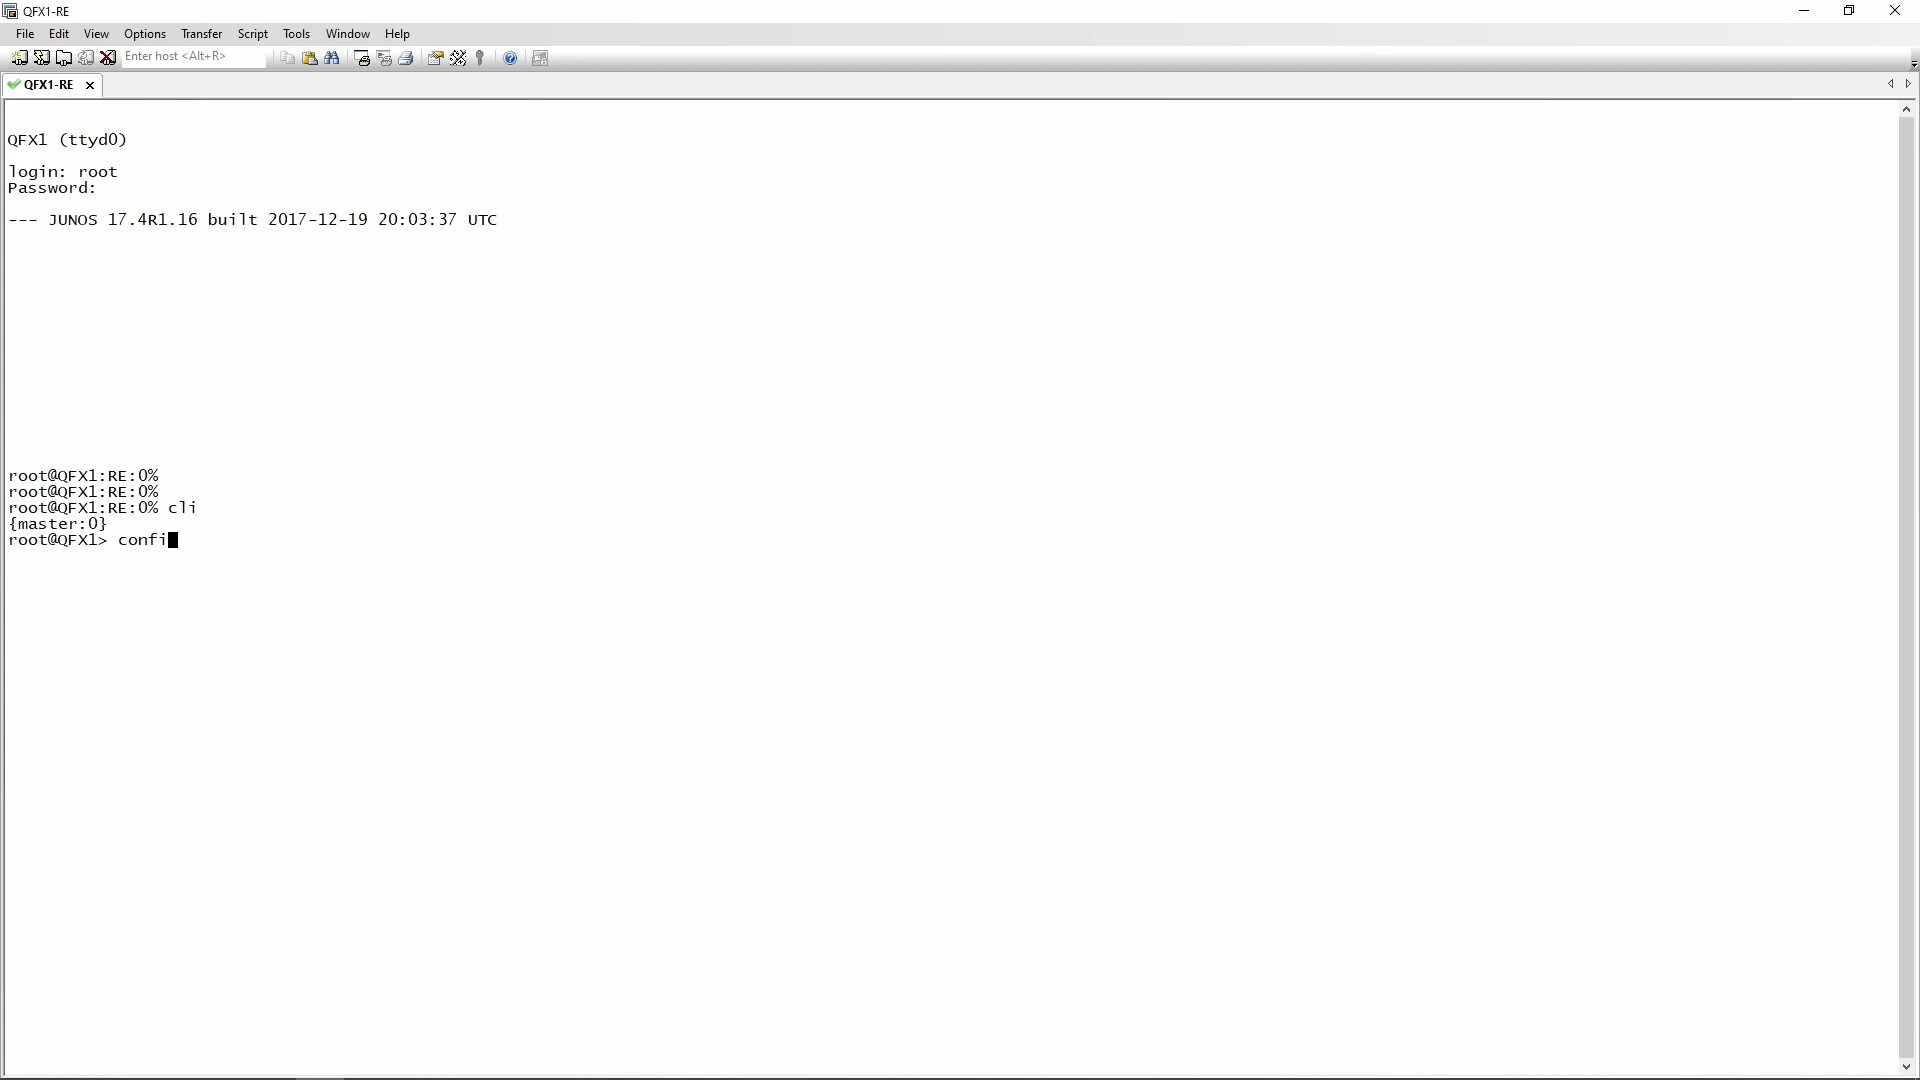 QFX1-RE
File Edit View Options Transfer Script Tools Window Help
Enter host <Alt+R>
QFX1-RE
QFX1 (ttyd0)
login: root
Password:
--- JUNOS 17.4R1.16 built 2017-12-19 20:03:37 UTC
root@QFX1:RE:0%
root@QFX1:RE:0%
root@QFX1:RE:0% cli
{master:0}
root@QFX1> confi